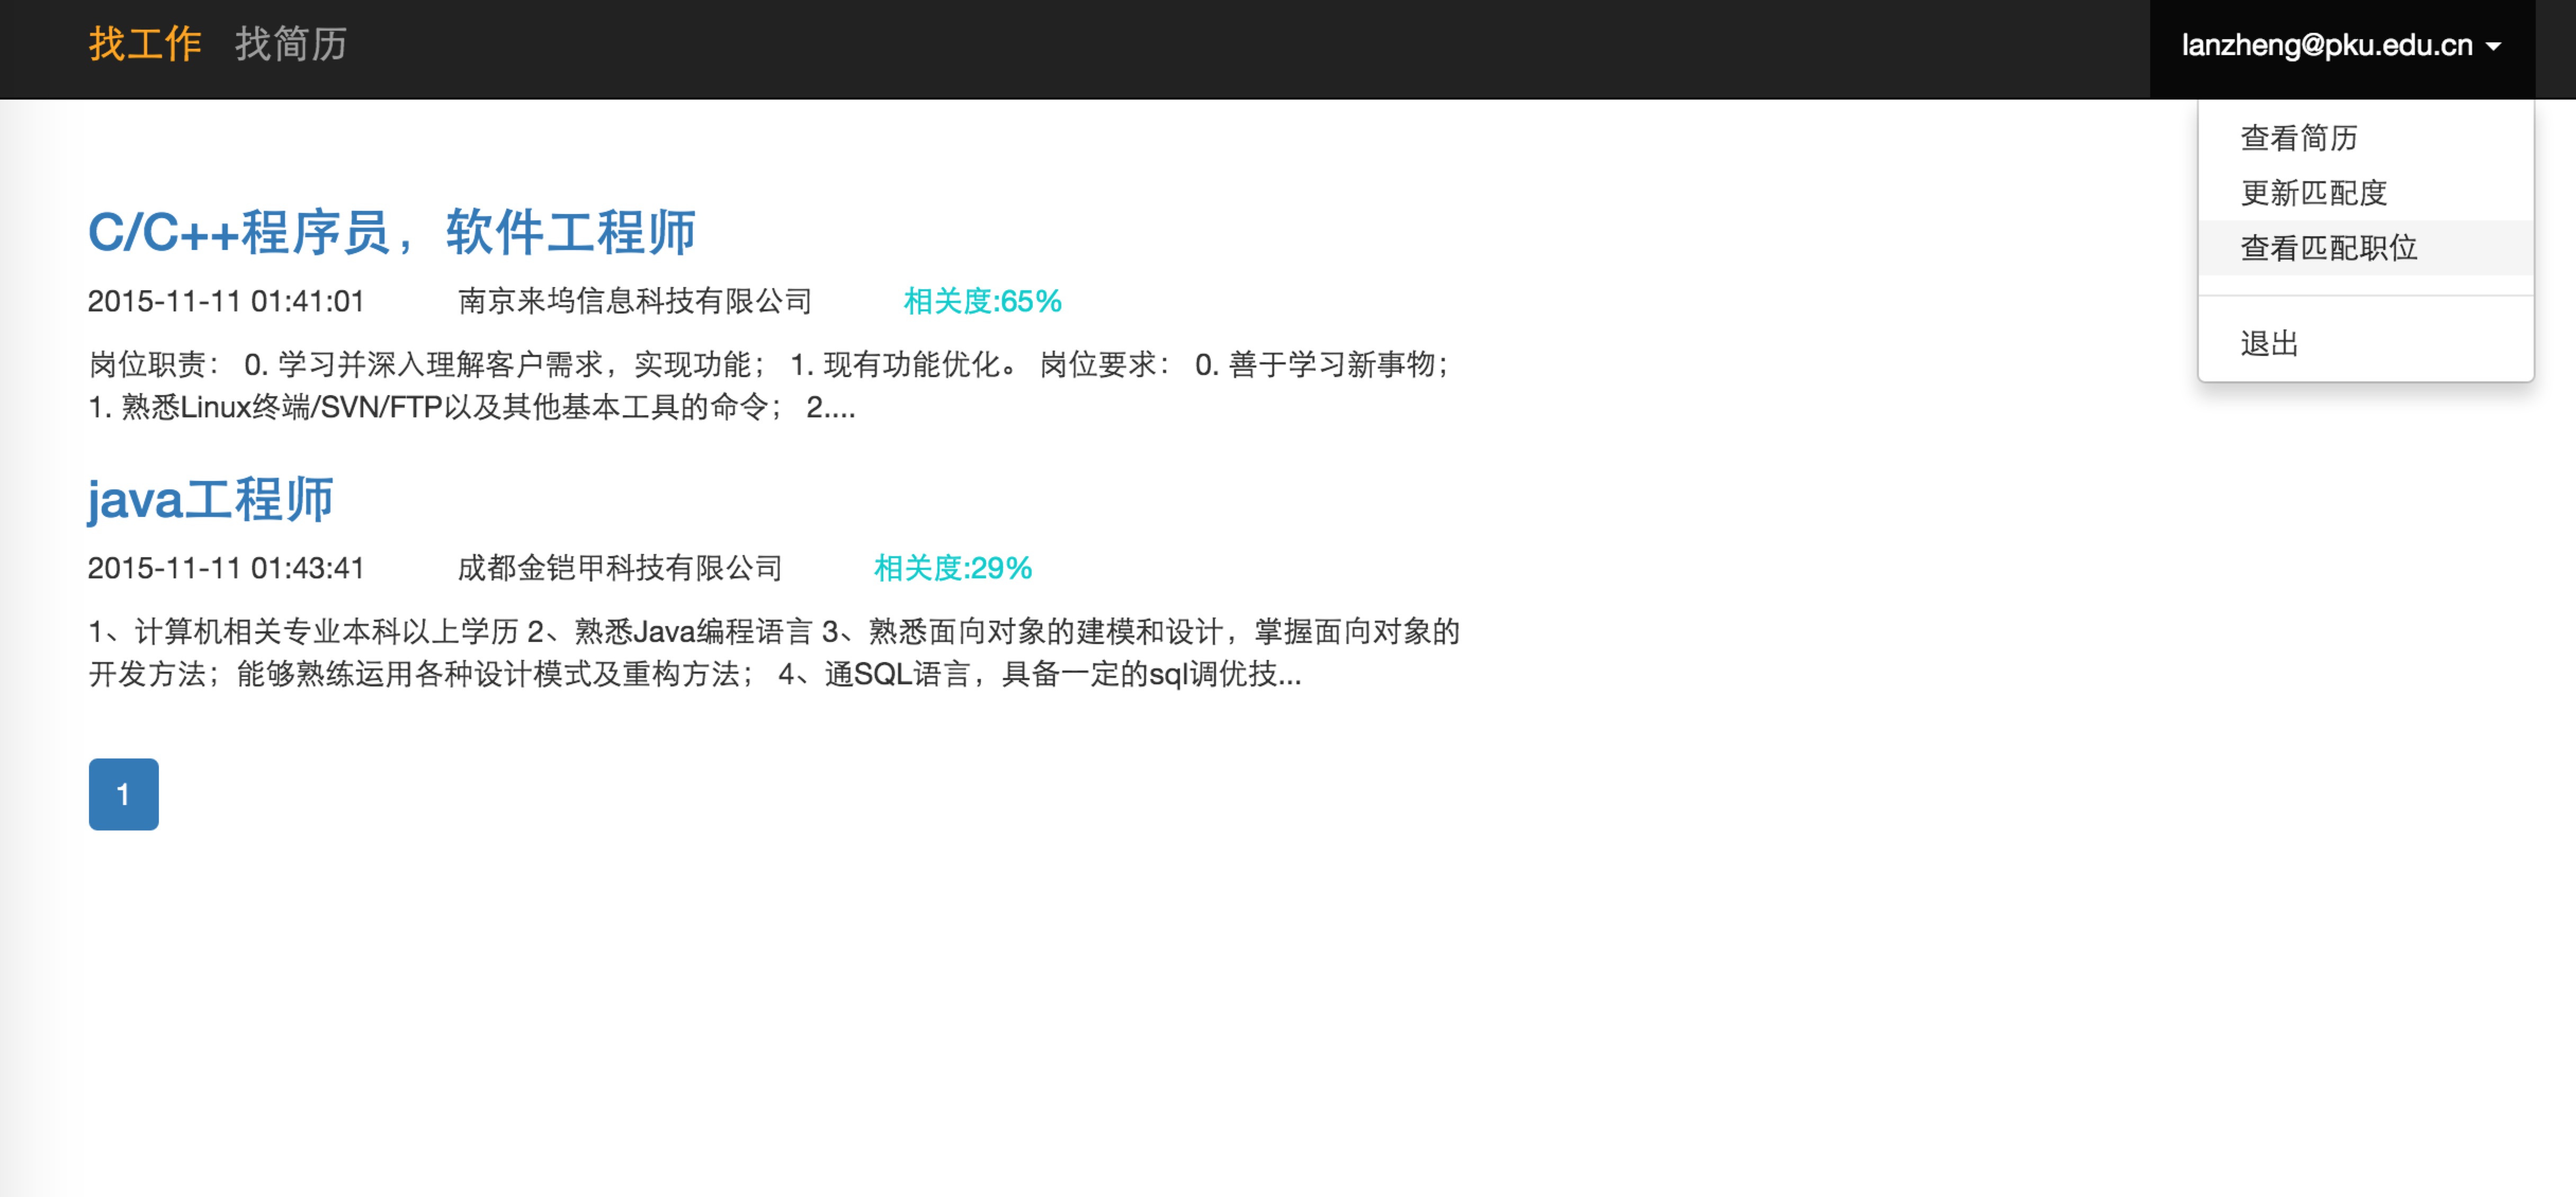 找工作 找简历 lanzheng@pku.edu.cn
查看简历
更新匹配度
查看匹配职位
退出
C/C++程序员，软件工程师
2015-11-11 01:41:01 南京来坞信息科技有限公司 相关度:65%
岗位职责： 0. 学习并深入理解客户需求，实现功能； 1. 现有功能优化。 岗位要求： 0. 善于学习新事物；
1. 熟悉Linux终端/SVN/FTP以及其他基本工具的命令； 2....
java工程师
2015-11-11 01:43:41 成都金铠甲科技有限公司 相关度:29%
1、计算机相关专业本科以上学历 2、熟悉Java编程语言 3、熟悉面向对象的建模和设计，掌握面向对象的
开发方法；能够熟练运用各种设计模式及重构方法； 4、通SQL语言，具备一定的sql调优技...
1